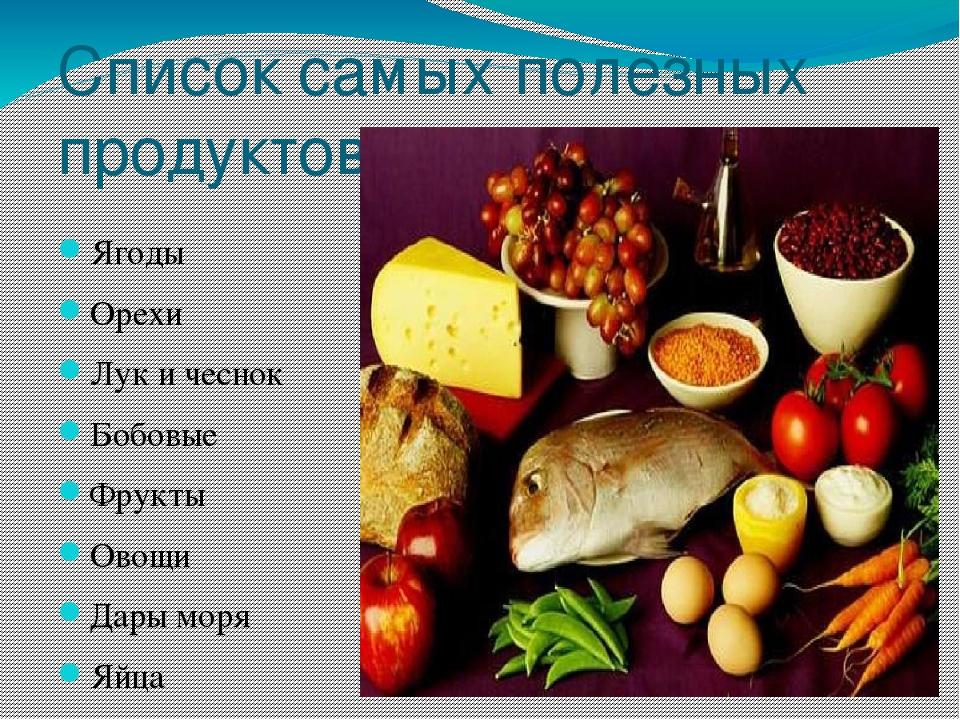 Список самых полезных
продуктов
Ягоды
Орехи
Лук и чеснок
Бобовые
Фрукты
Овощи
Дары моря
Яйца